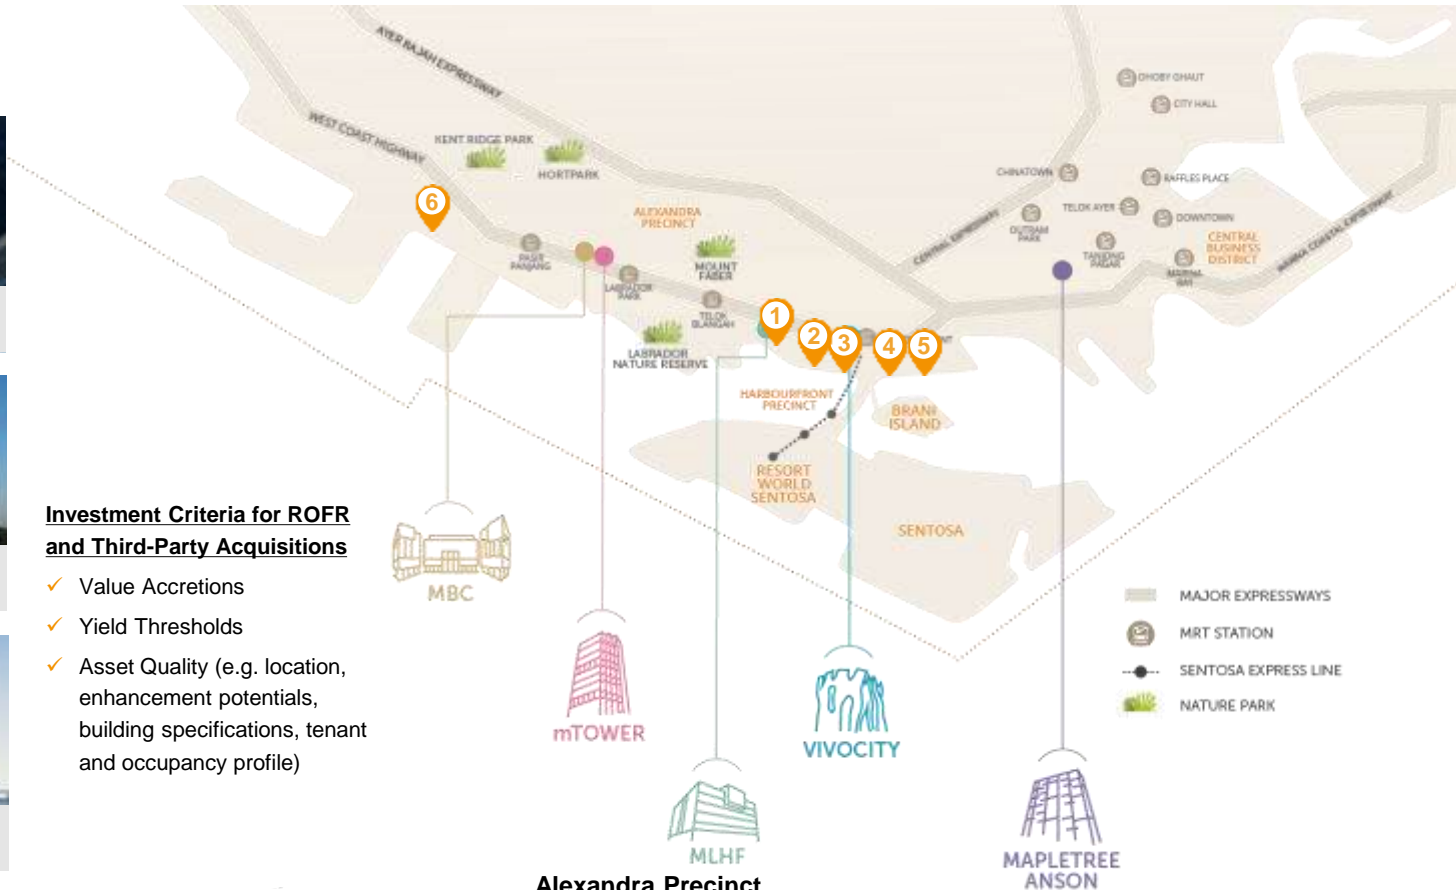 AYER RAJAH EXPRESSWAY
WEST COAST HIGHWAY
KENT RIDGE PARK
HORTPARK
6
ALEXANDRA
PRECINCT
PASIR
PANJANG
LABRADOR
PARK
MOUNT
FABER
TELOK
BLANGAH
LABRADOR
NATURE RESERVE
1
2
3
4
5
NT
HARBOURFRONT
PRECINCT
BRANI
ISLAND
RESORT
WORLD
SENTOSA
SENTOSA
DHOBY GHAUT
CITY HALL
CHINATOWN
RAFFLES PLACE
TELOK AYER
OUTRAM
PARK
DOWNTOWN
TANJONG
PAGAR
CENTRAL
BUSINESS
DISTRICT
MARINA
BAY
CENTRAL EXPRESSWAY
MARINA COASTAL EXPRESSWAY
Investment Criteria for ROFR
and Third-Party Acquisitions
✓ Value Accretions
✓ Yield Thresholds
✓ Asset Quality (e.g. location,
enhancement potentials,
building specifications, tenant
and occupancy profile)
MBC
mTOWER
MLHF
VIVOCITY
MAPLETREE
ANSON
MAJOR EXPRESSWAYS
MRT STATION
SENTOSA EXPRESS LINE
NATURE PARK
Alexandra Precinct